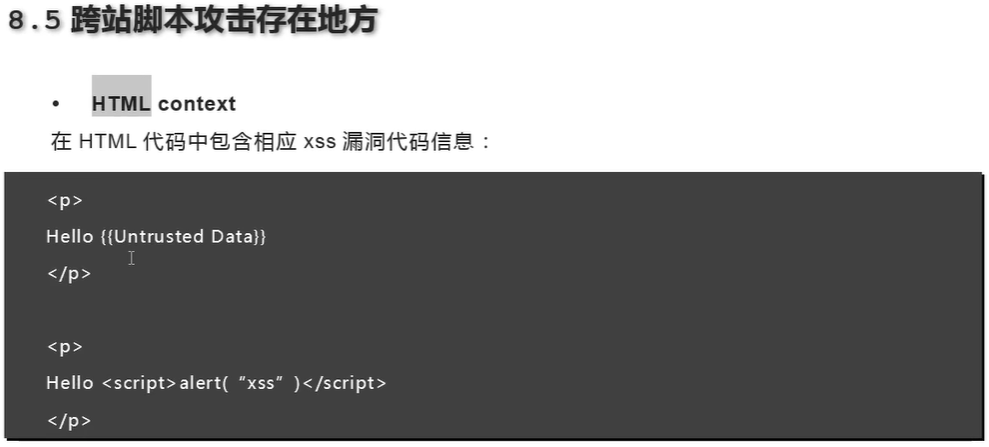 8.5 跨站脚本攻击存在地方
• HTML context
在 HTML 代码中包含相应 xss 漏洞代码信息：
<p>
Hello {{Untrusted Data}}
</p>
<p>
Hello <script>alert(“xss”)</script>
</p>